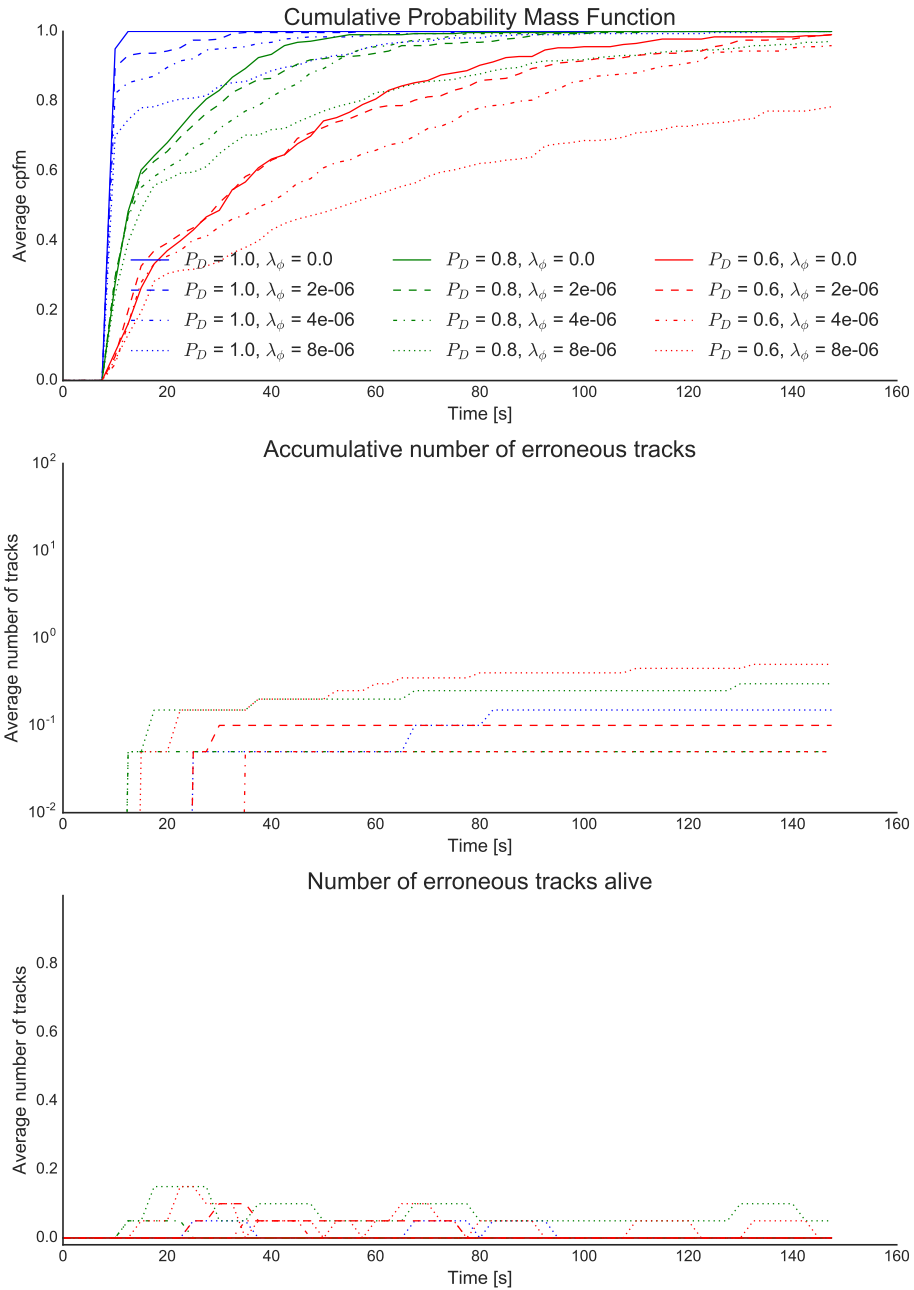 Cumulative Probability Mass Function
1.0
0.8
0.6
0.4
0.2
0.0
Average cpfm
P_D = 1.0, λ_ϕ = 0.0
P_D = 0.8, λ_ϕ = 0.0
P_D = 0.6, λ_ϕ = 0.0
P_D = 1.0, λ_ϕ = 2e-06
P_D = 0.8, λ_ϕ = 2e-06
P_D = 0.6, λ_ϕ = 2e-06
P_D = 1.0, λ_ϕ = 4e-06
P_D = 0.8, λ_ϕ = 4e-06
P_D = 0.6, λ_ϕ = 4e-06
P_D = 1.0, λ_ϕ = 8e-06
P_D = 0.8, λ_ϕ = 8e-06
P_D = 0.6, λ_ϕ = 8e-06
0 20 40 60 80 100 120 140 160
Time [s]
Accumulative number of erroneous tracks
10^2
10^1
10^0
10^-1
10^-2
Average number of tracks
0 20 40 60 80 100 120 140 160
Time [s]
Number of erroneous tracks alive
0.8
0.6
0.4
0.2
0.0
Average number of tracks
0 20 40 60 80 100 120 140 160
Time [s]